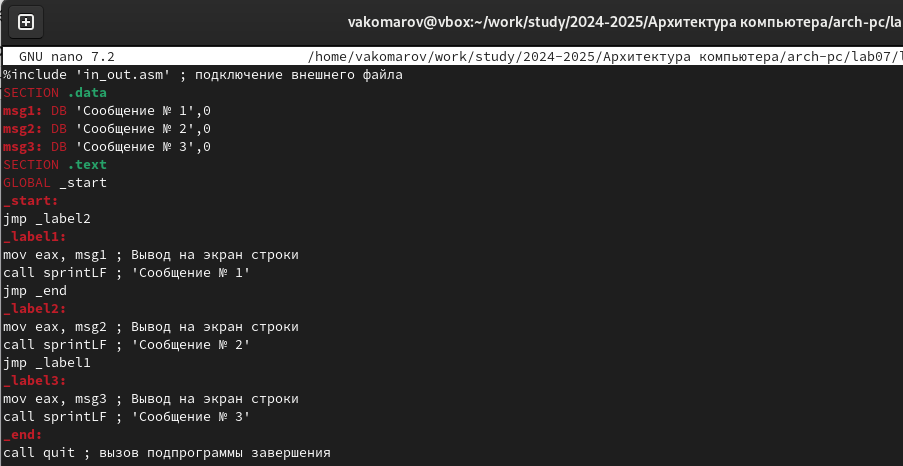 vakomarov@vbox:~/work/study/2024-2025/Архитектура компьютера/arch-pc/la
GNU nano 7.2 /home/vakomarov/work/study/2024-2025/Архитектура компьютера/arch-pc/lab07/
%include 'in_out.asm' ; подключение внешнего файла
SECTION .data
msg1: DB 'Сообщение № 1',0
msg2: DB 'Сообщение № 2',0
msg3: DB 'Сообщение № 3',0
SECTION .text
GLOBAL _start
_start:
jmp _label2
_label1:
mov eax, msg1 ; Вывод на экран строки
call sprintLF ; 'Сообщение № 1'
jmp _end
_label2:
mov eax, msg2 ; Вывод на экран строки
call sprintLF ; 'Сообщение № 2'
jmp _label1
_label3:
mov eax, msg3 ; Вывод на экран строки
call sprintLF ; 'Сообщение № 3'
_end:
call quit ; вызов подпрограммы завершения